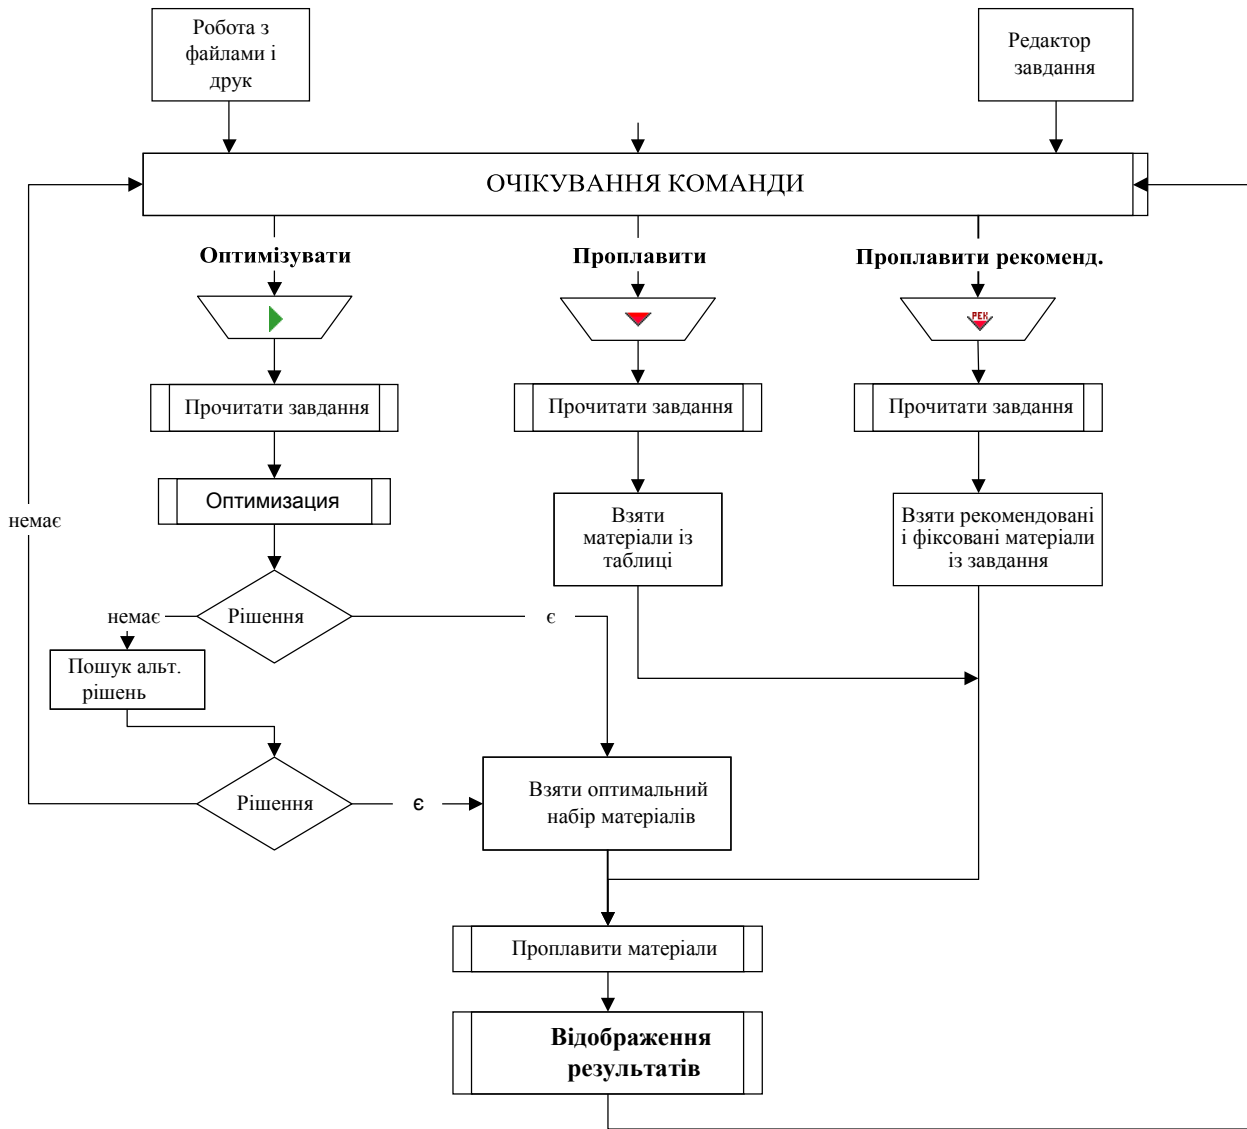 Робота з
файлами і
друк
Редактор
завдання
ОЧІКУВАННЯ КОМАНДИ
Оптимізувати
Проплавити
Проплавити рекоменд.
РЕК
Прочитати завдання
Прочитати завдання
Прочитати завдання
Оптимизация
немає
Взяти
матеріали із
таблиці
Взяти рекомендовані
і фіксовані матеріали
із завдання
немає
Рішення
є
Пошук альт.
рішень
Рішення
є
Взяти оптимальний
набір матеріалів
Проплавити матеріали
Відображення
результатів